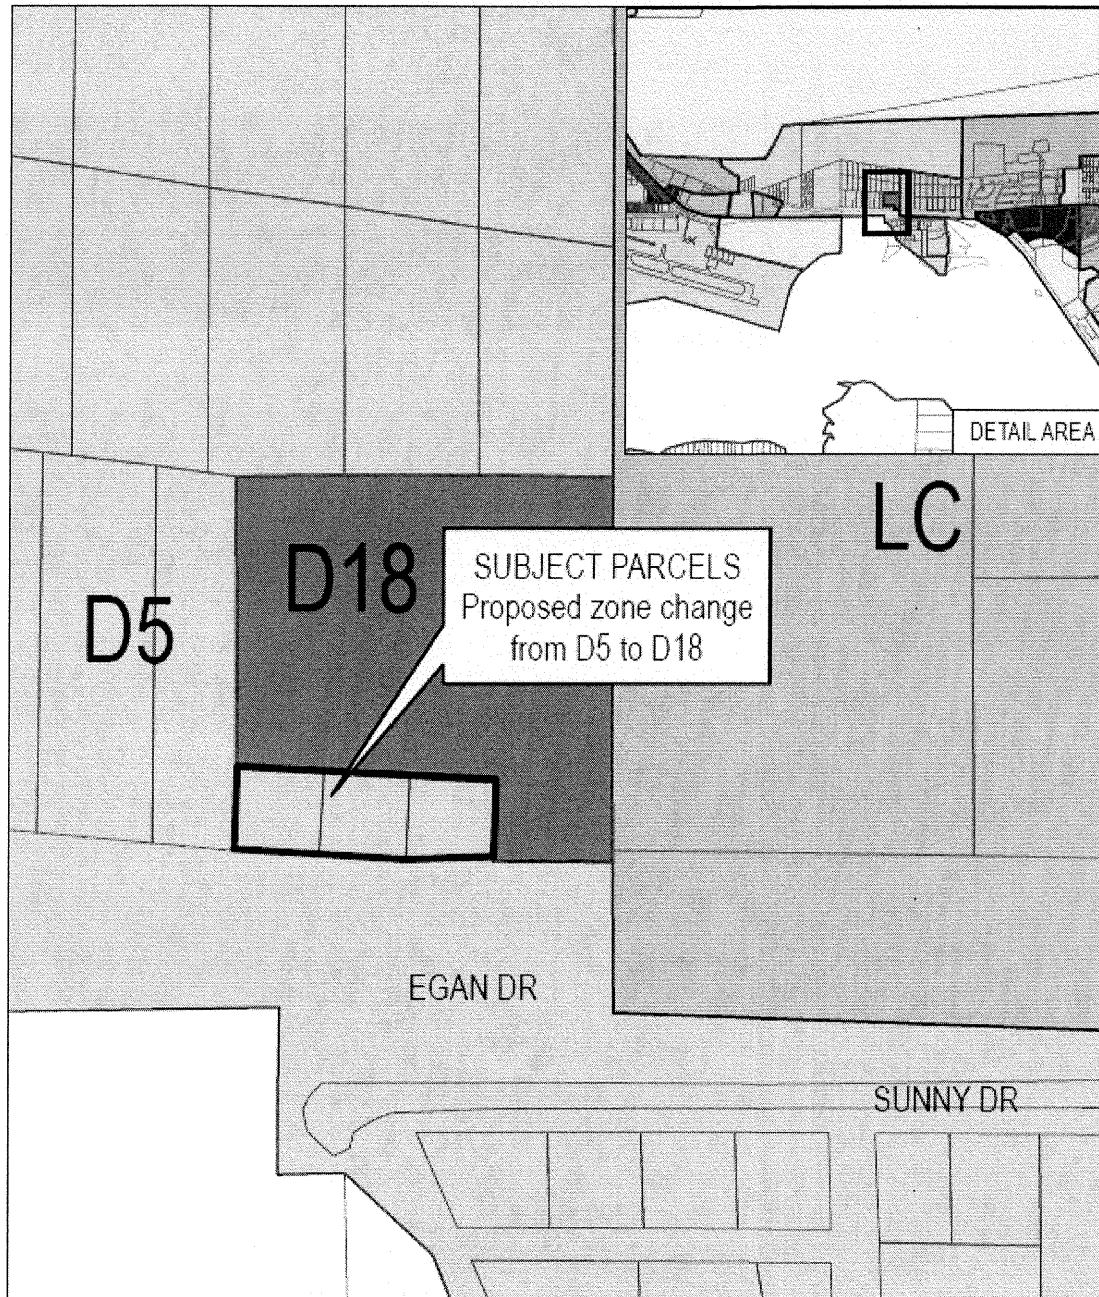 DETAIL AREA
LC
D18
D5
SUBJECT PARCELS
Proposed zone change
from D5 to D18
EGAN DR
SUNNY DR